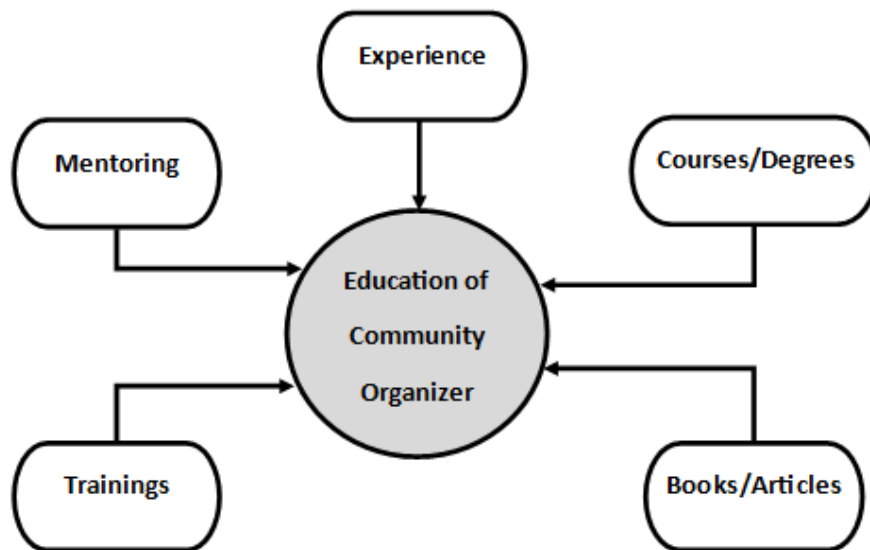 Experience
Mentoring
Courses/Degrees
Education of
Community
Organizer
Trainings
Books/Articles